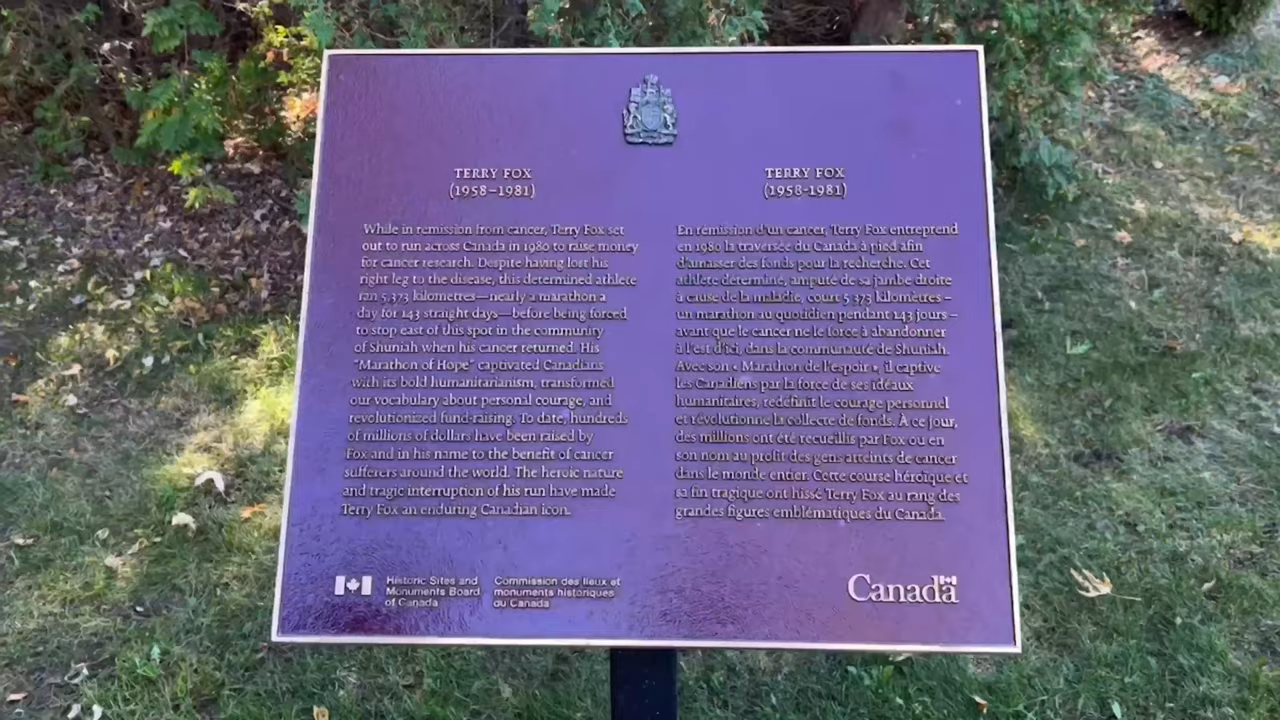 TERRY FOX
(1958–1981)
While in remission from cancer, Terry Fox set
out to run across Canada in 1980 to raise money
for cancer research. Despite having lost his
right leg to the disease, this determined athlete
ran 5,373 kilometres—nearly a marathon a
day for 143 straight days—before being forced
to stop east of this spot in the community
of Shuniah when his cancer returned. His
"Marathon of Hope" captivated Canadians
with its bold humanitarianism, transformed
our vocabulary about personal courage, and
revolutionized fund-raising. To date, hundreds
of millions of dollars have been raised by
Fox and in his name to the benefit of cancer
sufferers around the world. The heroic nature
and tragic interruption of his run have made
Terry Fox an enduring Canadian icon.
TERRY FOX
(1958-1981)
En rémission d'un cancer, Terry Fox entreprend
en 1980 la traversée du Canada à pied afin
d'amasser des fonds pour la recherche. Cet
athlète déterminé, amputé de sa jambe droite
à cause de la maladie, court 5 373 kilomètres –
un marathon au quotidien pendant 143 jours –
avant que le cancer ne le force à abandonner
à l'est d'ici, dans la communauté de Shuniah.
Avec son « Marathon de l'espoir », il captive
les Canadiens par la force de ses idéaux
humanitaires, redéfinit le courage personnel
et révolutionne la collecte de fonds. À ce jour,
des millions ont été recueillis par Fox ou en
son nom au profit des gens atteints de cancer
dans le monde entier. Cette course héroïque et
sa fin tragique ont hissé Terry Fox au rang des
grandes figures emblématiques du Canada.
Historic Sites and
Monuments Board
of Canada
Commission des lieux et
monuments historiques
du Canada
Canada